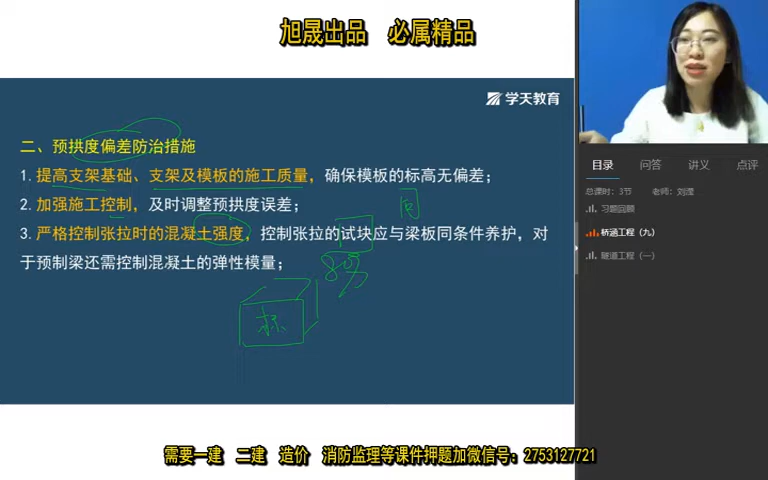 旭晟出品 必属精品
学天教育
二、预拱度偏差防治措施
1.提高支架基础、支架及模板的施工质量，确保模板的标高无偏差；
2.加强施工控制，及时调整预拱度误差；
同
3.严格控制张拉时的混凝土强度，控制张拉的试块应与梁板同条件养护，对
于预制梁还需控制混凝土的弹性模量；
标
目录 问答 讲义 点评
总课时：3节 老师：刘滢
习题回顾
桥涵工程（九）
隧道工程（一）
需要一建 二建 造价 消防监理等课件押题加微信号：2753127721